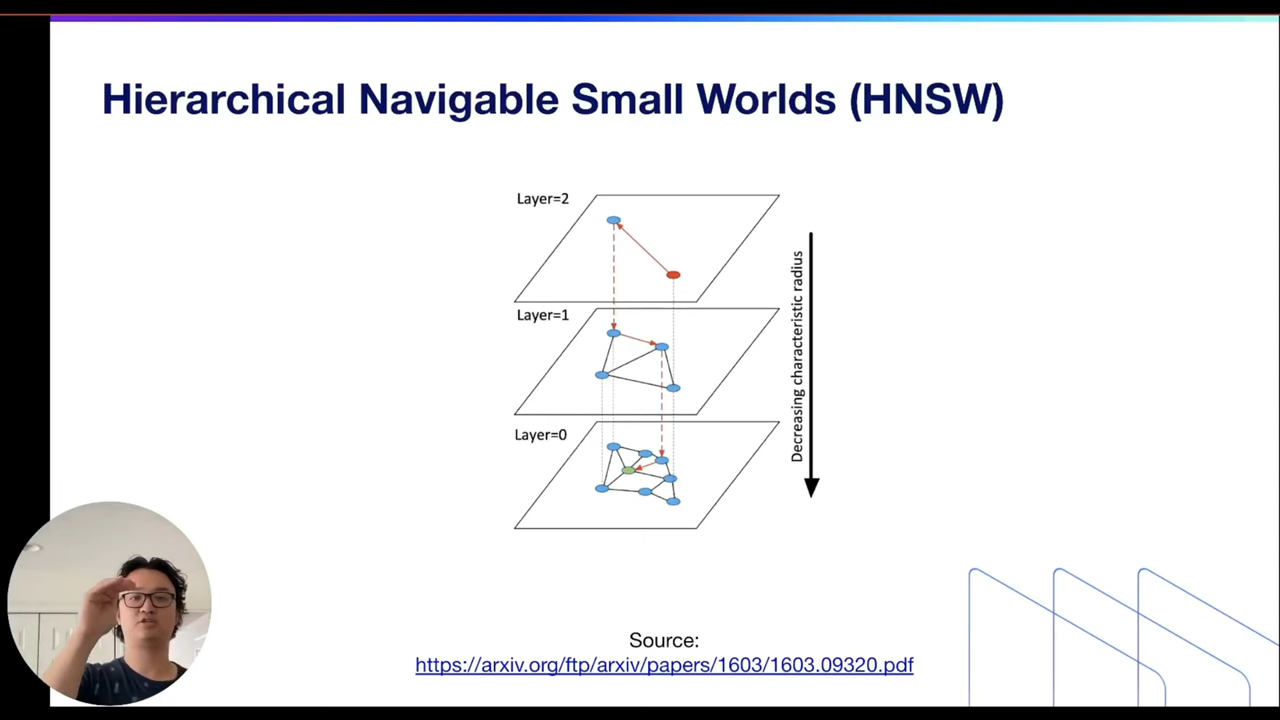 Hierarchical Navigable Small Worlds (HNSW)
Layer=2
Layer=1
Layer=0
Decreasing characteristic radius
Source:
https://arxiv.org/ftp/arxiv/papers/1603/1603.09320.pdf